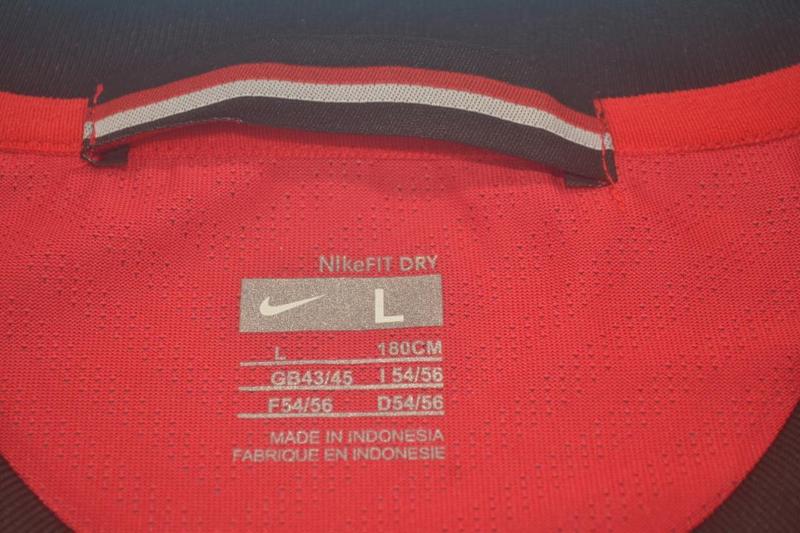 NikeFIT DRY
L
L 180CM
GB43/45 I 54/56
F54/56 D54/56
MADE IN INDONESIA
FABRIQUE EN INDONESIE